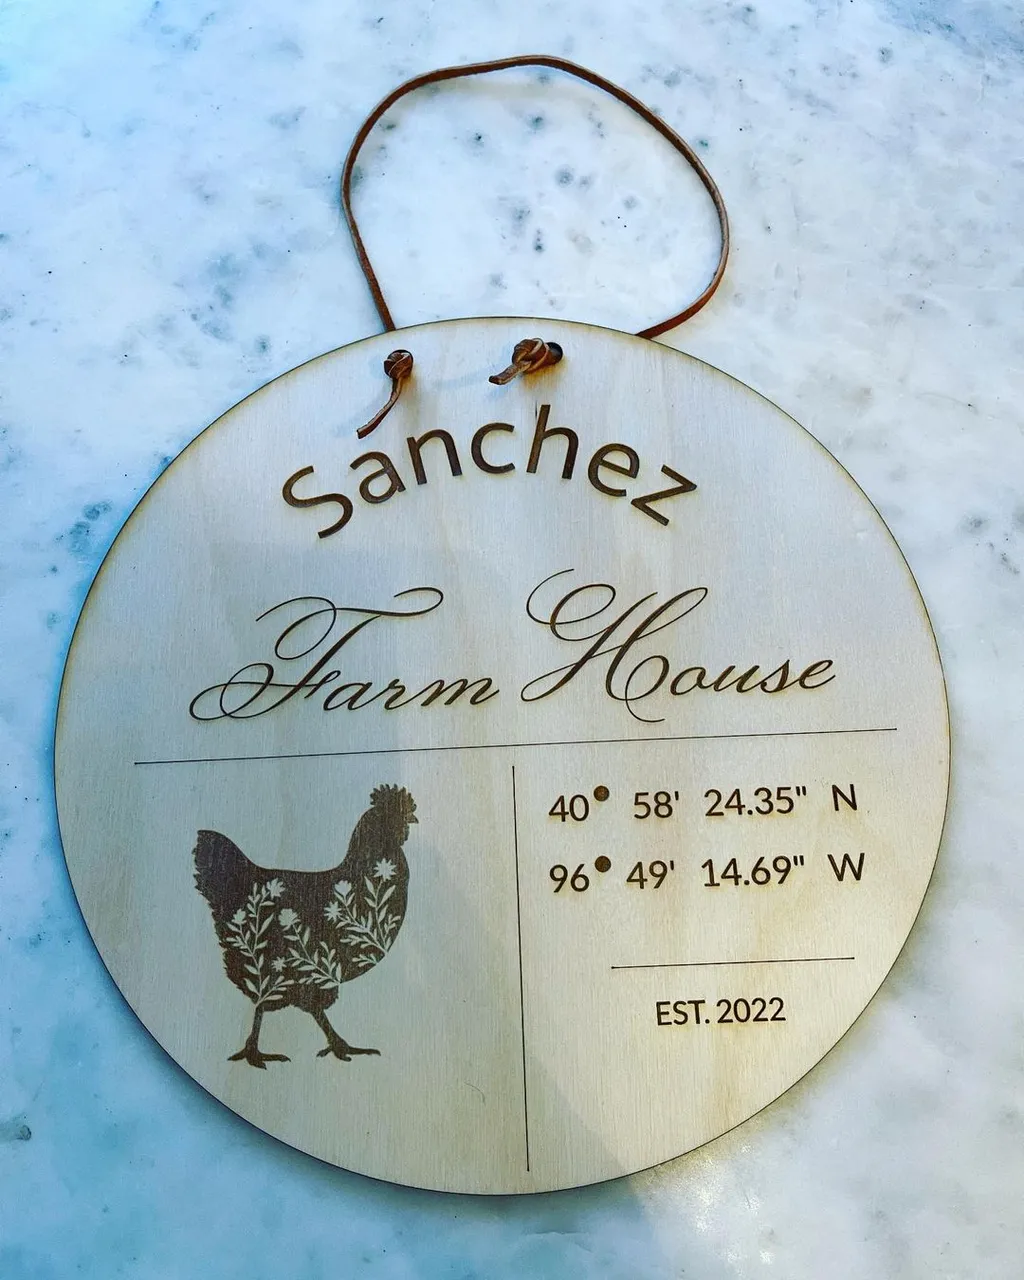 Sanchez
Farm House
40° 58' 24.35" N
96° 49' 14.69" W
EST. 2022